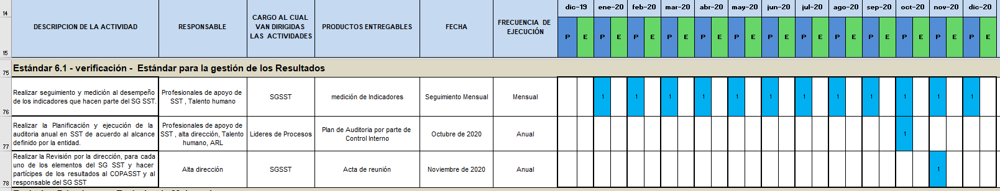 14
dic-19 ene-20 feb-20 mar-20 abr-20 may-20 jun-20 jul-20 ago-20 sep-20 oct-20 nov-20 dic-20
DESCRIPCION DE LA ACTIVIDAD
RESPONSABLE
CARGO AL CUAL
VAN DIRIGIDAS
LAS ACTIVIDADES
PRODUCTOS ENTREGABLES
FECHA
FRECUENCIA DE
EJECUCIÓN
P E P E P E P E P E P E P E P E P E P E P E P E P E
15
75
Estándar 6.1 - verificación - Estándar para la gestión de los Resultados
76
Realizar seguimiento y medición al desempeño
de los indicadores que hacen parte del SG SST.
Profesionales de apoyo de
SST , Talento humano
SGSST
medición de Indicadores
Seguimiento Mensual
Mensual
1 1 1 1 1 1 1 1 1 1 1 1
77
Realizar la Planificación y ejecución de la
auditoria anual en SST de acuerdo al alcance
definido por la entidad.
Profesionales de apoyo de
SST , alta dirección, Talento
humano, ARL
Lideres de Procesos
Plan de Auditoria por parte de
Control Interno
Octubre de 2020
Anual
1
78
Realizar la Revisión por la dirección, para cada
uno de los elementos del SG SST y hacer
partícipes de los resultados al COPASST y al
responsable del SG SST
Alta dirección
SGSST
Acta de reunión
Noviembre de 2020
Anual
1